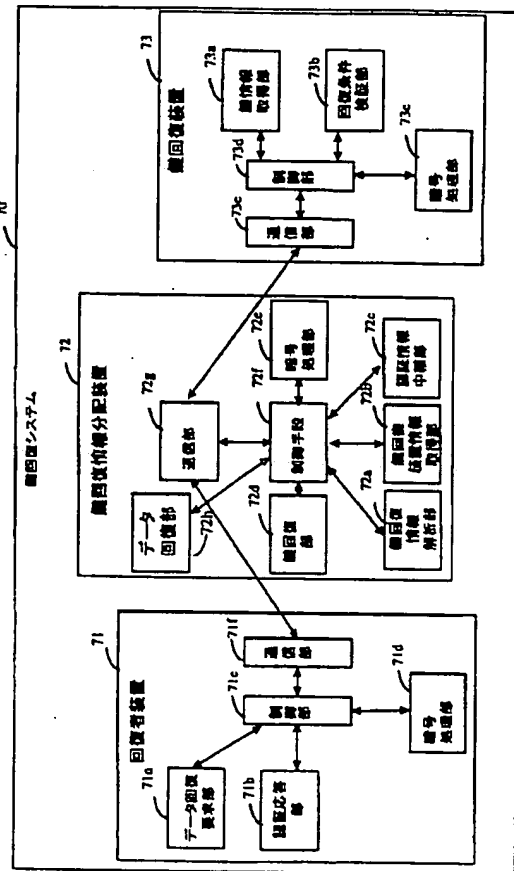 70
鍵回復システム
71
回復者装置
71a
データ回復
要求部
71b
認証応答
部
71c
制御部
71f
通信部
71d
暗号
処理部
72
鍵回復情報分配装置
72g
通信部
データ
回復部
72h
72f
制御手段
72d
鍵回復
部
72e
暗号
処理部
72a
鍵回復
情報
解析部
72b
鍵回復
装置情報
取得部
72c
認証情報
中継部
73
鍵回復装置
73a
鍵情報
取得部
73b
回復条件
検証部
73d
制御部
73e
通信部
73c
暗号
処理部